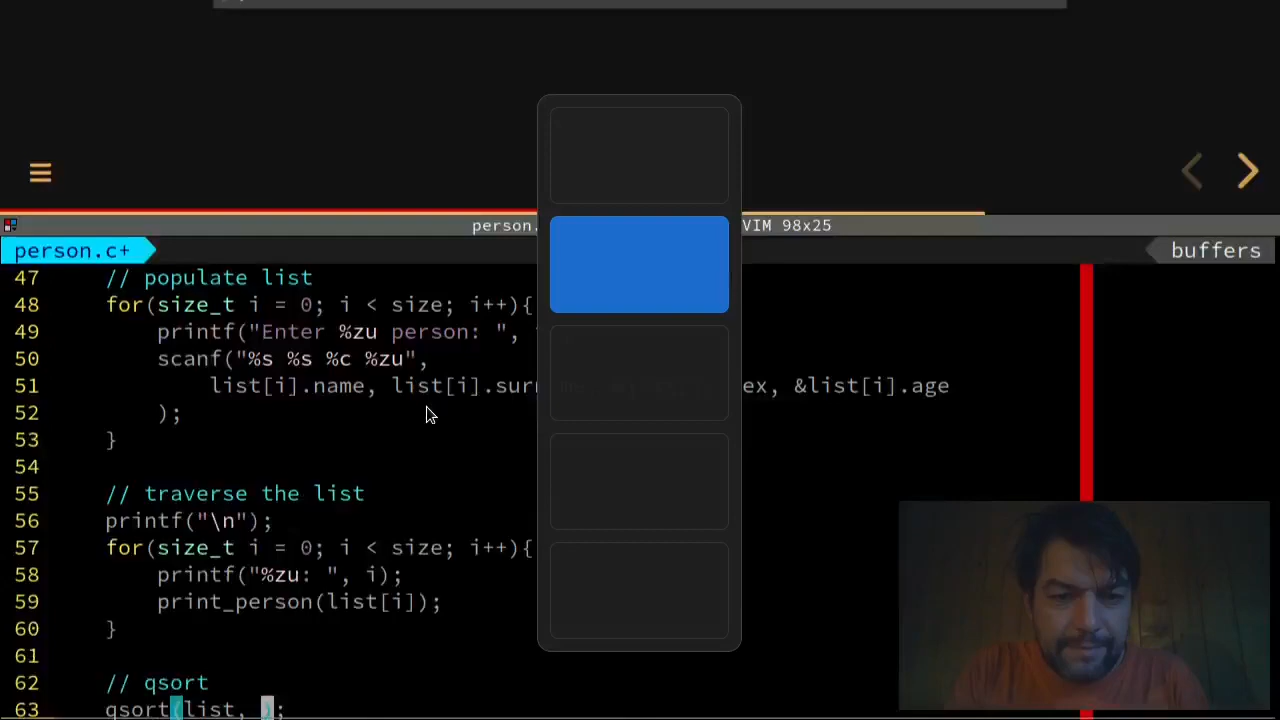 person.
VIM 98x25
person.c+
buffers
47 // populate list
48 for(size_t i = 0; i < size; i++){
49 printf("Enter %zu person: ",
50 scanf("%s %s %c %zu",
51 list[i].name, list[i].sur ex, &list[i].age
52 );
53 }
54
55 // traverse the list
56 printf("\n");
57 for(size_t i = 0; i < size; i++){
58 printf("%zu: ", i);
59 print_person(list[i]);
60 }
61
62 // qsort
63 qsort(list, );